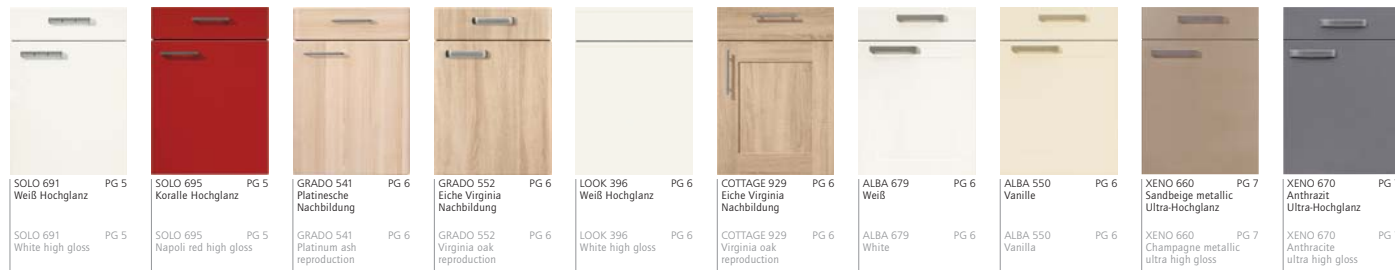 SOLO 691 PG 5
Weiß Hochglanz
SOLO 691 PG 5
White high gloss
SOLO 695 PG 5
Koralle Hochglanz
SOLO 695 PG 5
Napoli red high gloss
GRADO 541 PG 6
Platinesche
Nachbildung
GRADO 541 PG 6
Platinum ash
reproduction
GRADO 552 PG 6
Eiche Virginia
Nachbildung
GRADO 552 PG 6
Virginia oak
reproduction
LOOK 396 PG 6
Weiß Hochglanz
LOOK 396 PG 6
White high gloss
COTTAGE 929 PG 6
Eiche Virginia
Nachbildung
COTTAGE 929 PG 6
Virginia oak
reproduction
ALBA 679 PG 6
Weiß
ALBA 679 PG 6
White
ALBA 550 PG 6
Vanille
ALBA 550 PG 6
Vanilla
XENO 660 PG 7
Sandbeige metallic
Ultra-Hochglanz
XENO 660 PG 7
Champagne metallic
ultra high gloss
XENO 670 PG
Anthrazit
Ultra-Hochglanz
XENO 670 PG
Anthracite
ultra high gloss